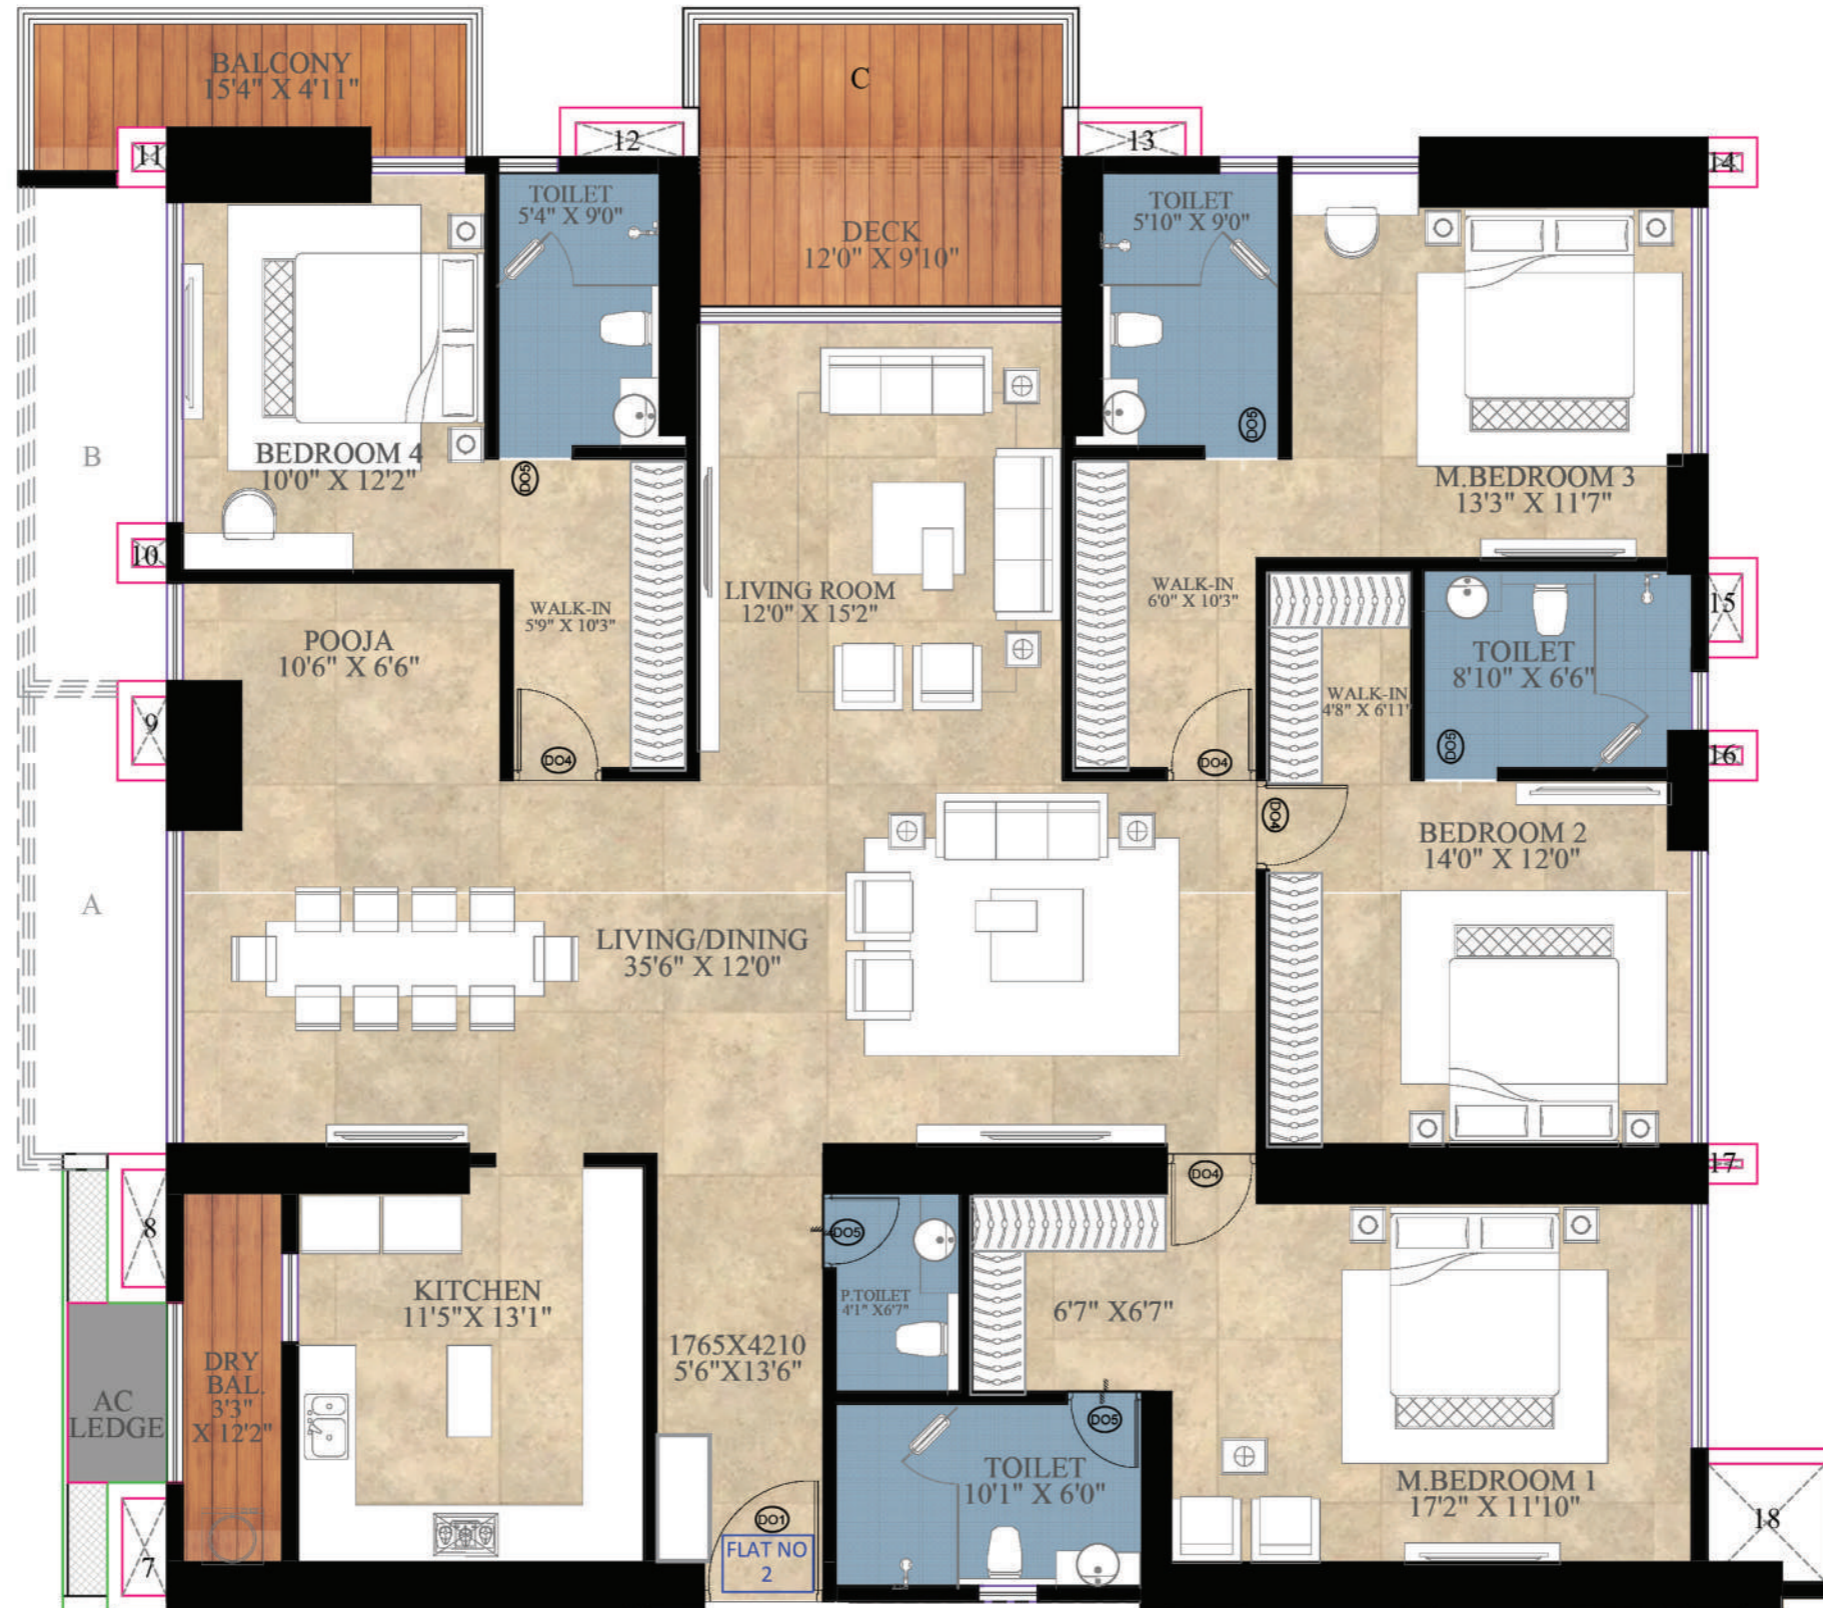 BALCONY
15'4" X 4'11"
C
11
12
13
14
TOILET
5'4" X 9'0"
DECK
12'0" X 9'10"
TOILET
5'10" X 9'0"
B
BEDROOM 4
10'0" X 12'2"
DO5
DO5
M.BEDROOM 3
13'3" X 11'7"
10
LIVING ROOM
12'0" X 15'2"
WALK-IN
5'9" X 10'3"
WALK-IN
6'0" X 10'3"
15
POOJA
10'6" X 6'6"
TOILET
8'10" X 6'6"
WALK-IN
4'8" X 6'11"
9
DO4
DO4
DO5
16
DO4
BEDROOM 2
14'0" X 12'0"
A
LIVING/DINING
35'6" X 12'0"
DO4
17
8
DO5
KITCHEN
11'5"X 13'1"
P.TOILET
4'1" X6'7"
6'7" X6'7"
1765X4210
5'6"X13'6"
DRY
BAL.
3'3"
X 12'2"
AC
LEDGE
DO5
TOILET
10'1" X 6'0"
M.BEDROOM 1
17'2" X 11'10"
DO1
FLAT NO
2
7
18